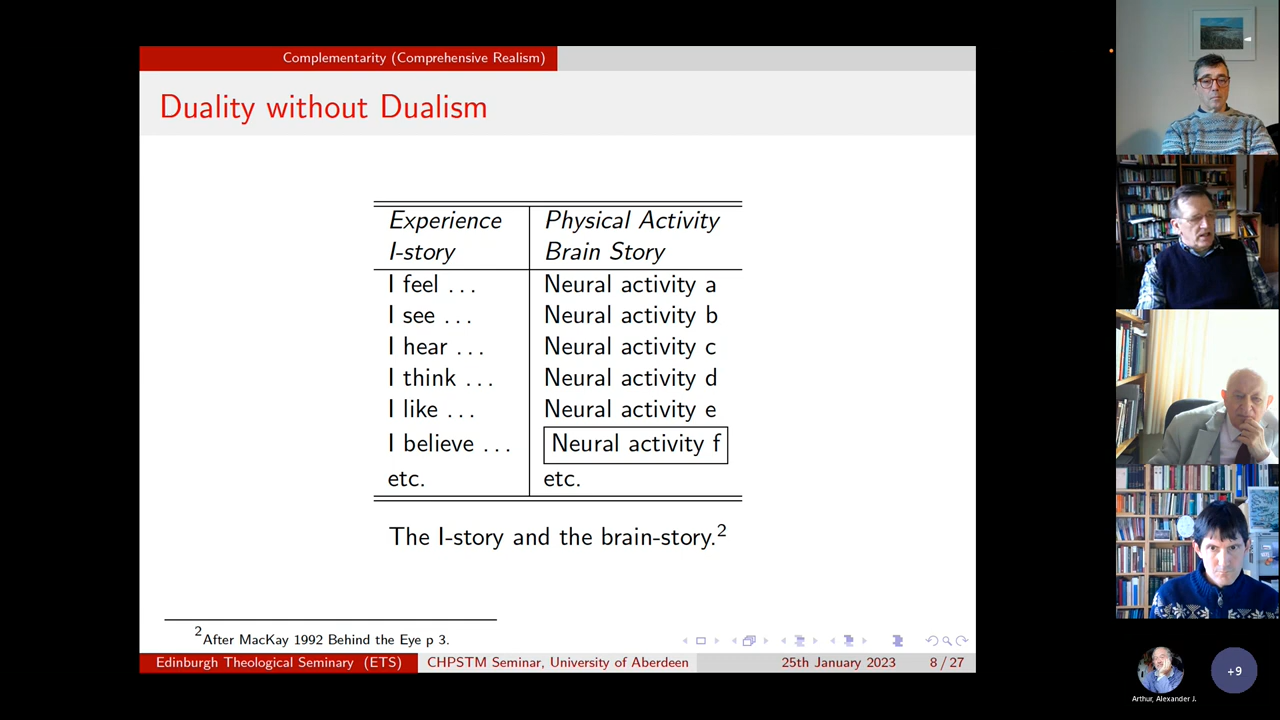 Complementarity (Comprehensive Realism)
Duality without Dualism
Experience Physical Activity
I-story Brain Story
I feel ... Neural activity a
I see ... Neural activity b
I hear ... Neural activity c
I think ... Neural activity d
I like ... Neural activity e
I believe ... Neural activity f
etc. etc.
The I-story and the brain-story.2
2After MacKay 1992 Behind the Eye p 3.
Edinburgh Theological Seminary (ETS) CHPSTM Seminar, University of Aberdeen 25th January 2023 8 / 27
+9
Arthur, Alexander J.